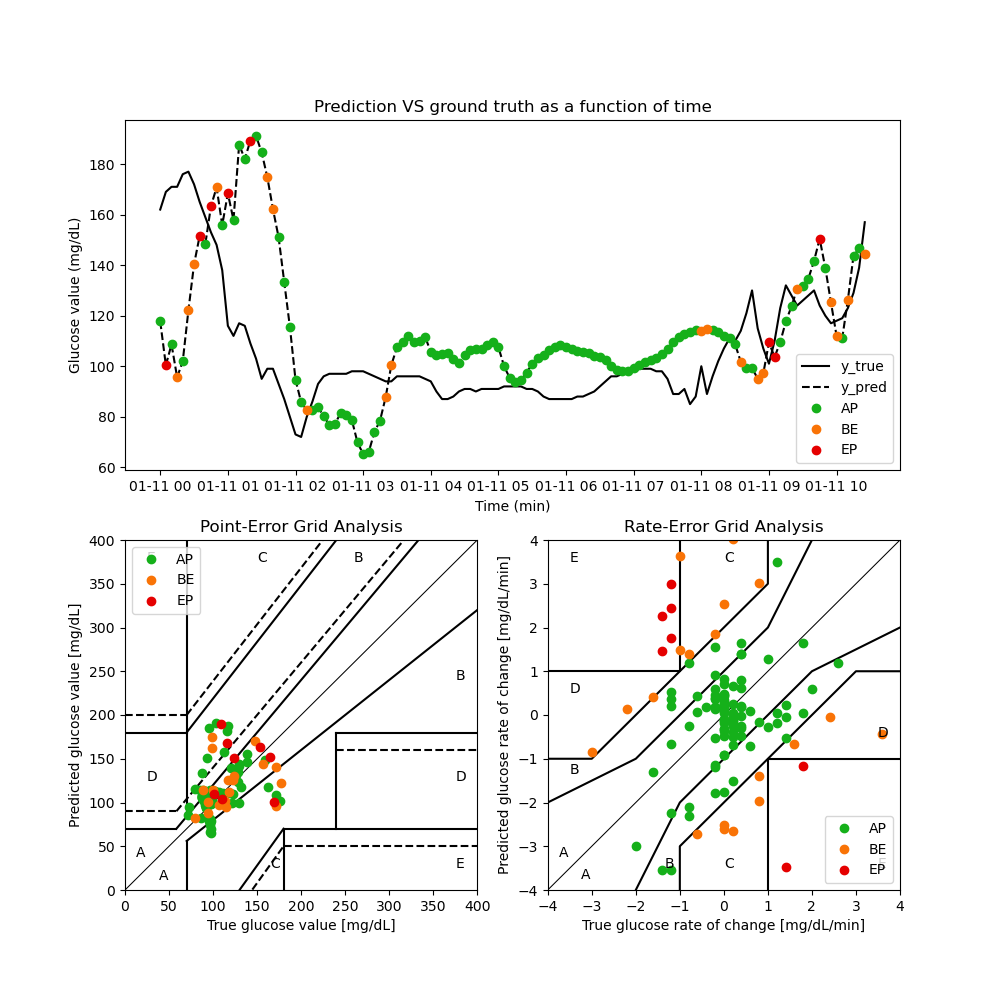 Prediction VS ground truth as a function of time
Glucose value (mg/dL)
180
160
140
120
100
80
60
y_true
y_pred
AP
BE
EP
01-11 00 01-11 01 01-11 02 01-11 03 01-11 04 01-11 05 01-11 06 01-11 07 01-11 08 01-11 09 01-11 10
Time (min)
Point-Error Grid Analysis
Predicted glucose value [mg/dL]
400
350
300
250
200
150
100
50
0
AP
BE
EP
E
C
B
B
D
D
A
A
C
E
0 50 100 150 200 250 300 350 400
True glucose value [mg/dL]
Rate-Error Grid Analysis
Predicted glucose rate of change [mg/dL/min]
4
3
2
1
0
−1
−2
−3
−4
E
C
D
D
B
A
A
B
C
E
AP
BE
EP
−4 −3 −2 −1 0 1 2 3 4
True glucose rate of change [mg/dL/min]